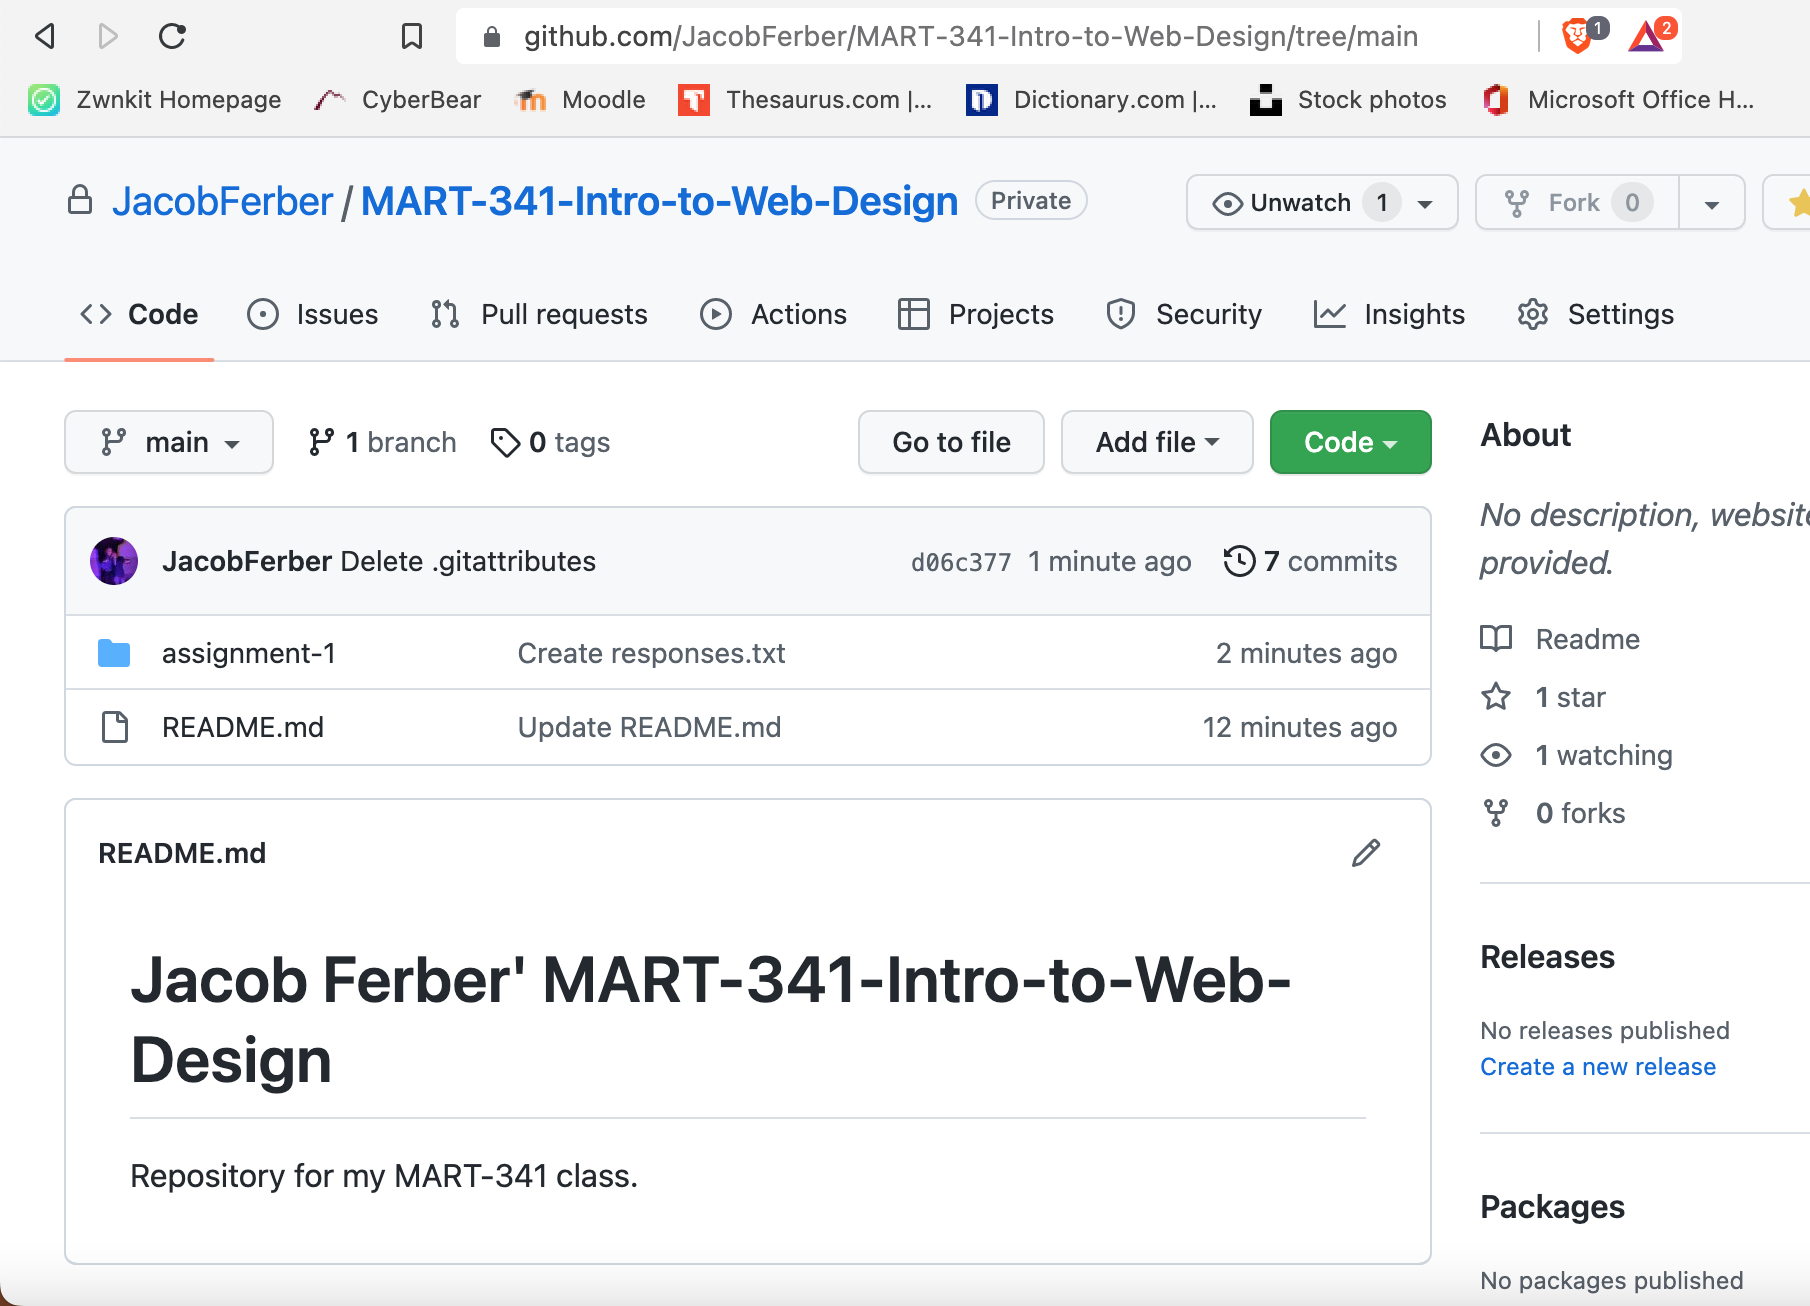 github.com/JacobFerber/MART-341-Intro-to-Web-Design/tree/main
1
2
Zwnkit Homepage CyberBear Moodle Thesaurus.com |... Dictionary.com |... Stock photos Microsoft Office H...
JacobFerber / MART-341-Intro-to-Web-Design Private Unwatch 1 Fork 0
Code Issues Pull requests Actions Projects Security Insights Settings
main 1 branch 0 tags Go to file Add file Code
JacobFerber Delete .gitattributes d06c377 1 minute ago 7 commits
assignment-1 Create responses.txt 2 minutes ago
README.md Update README.md 12 minutes ago
README.md
Jacob Ferber' MART-341-Intro-to-Web-
Design
Repository for my MART-341 class.
About
No description, website
provided.
Readme
1 star
1 watching
0 forks
Releases
No releases published
Create a new release
Packages
No packages published